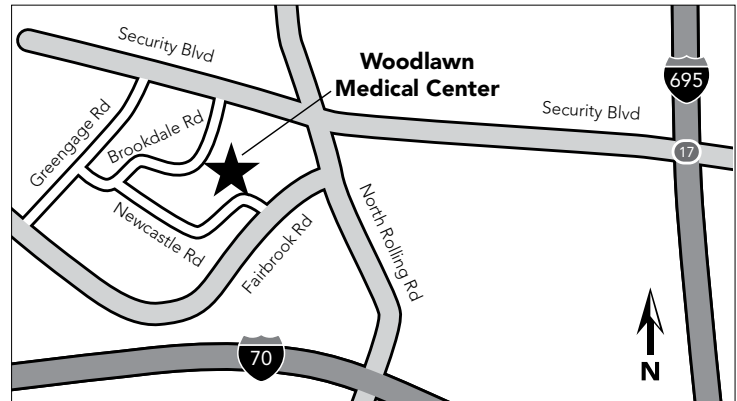 Security Blvd
Woodlawn
Medical Center
695
Greengage Rd
Brookdale Rd
Security Blvd
17
Newcastle Rd
Fairbrook Rd
North Rolling Rd
70
N